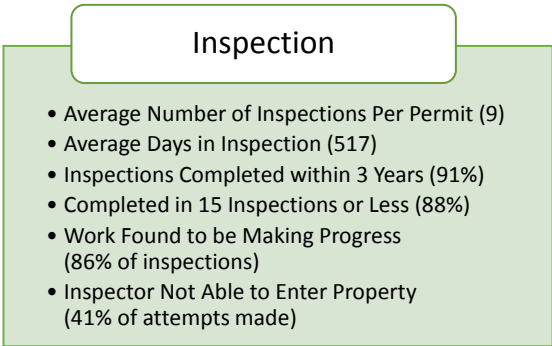 Inspection
• Average Number of Inspections Per Permit (9)
• Average Days in Inspection (517)
• Inspections Completed within 3 Years (91%)
• Completed in 15 Inspections or Less (88%)
• Work Found to be Making Progress
(86% of inspections)
• Inspector Not Able to Enter Property
(41% of attempts made)